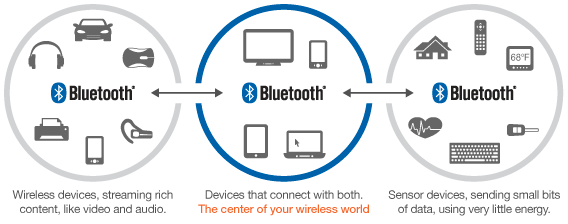 68°F
Bluetooth
Bluetooth
Bluetooth
Wireless devices, streaming rich
content, like video and audio.
Devices that connect with both.
The center of your wireless world
Sensor devices, sending small bits
of data, using very little energy.